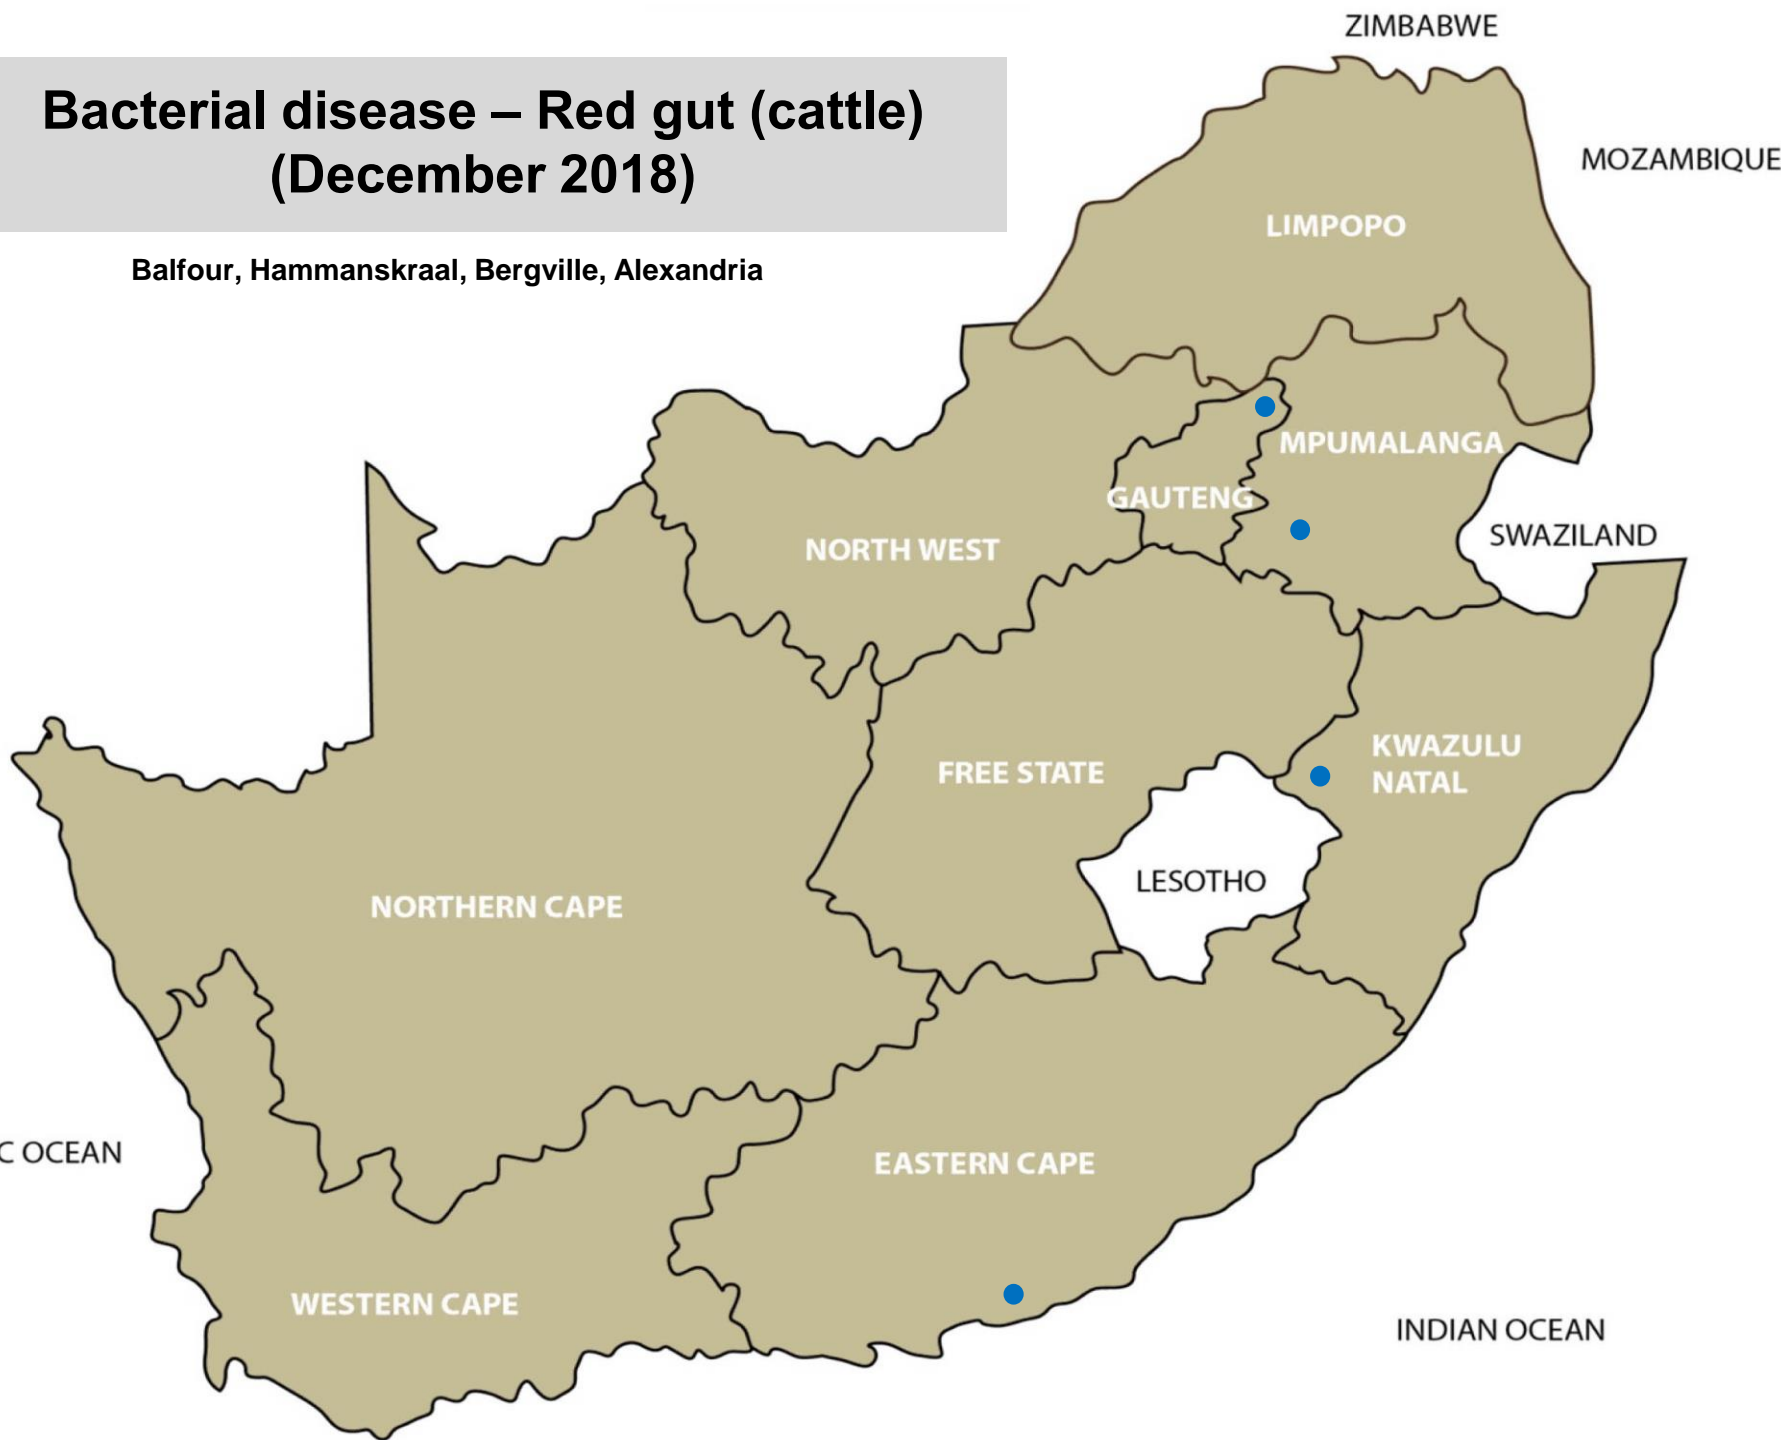 Bacterial disease – Red gut (cattle)
(December 2018)
Balfour, Hammanskraal, Bergville, Alexandria
ZIMBABWE
MOZAMBIQUE
LIMPOPO
MPUMALANGA
GAUTENG
SWAZILAND
NORTH WEST
KWAZULU
NATAL
FREE STATE
LESOTHO
NORTHERN CAPE
C OCEAN
EASTERN CAPE
WESTERN CAPE
INDIAN OCEAN